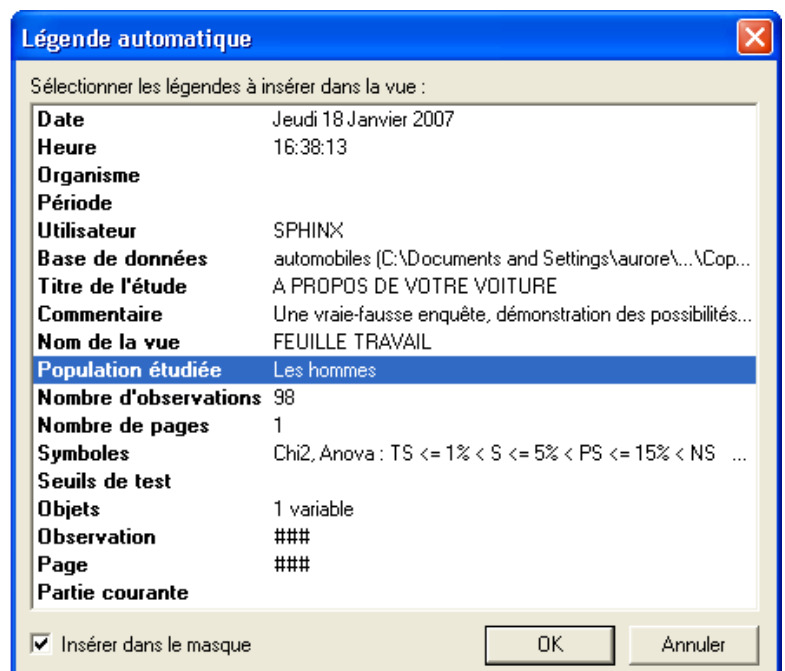 Légende automatique
Sélectionner les légendes à insérer dans la vue :
Date Jeudi 18 Janvier 2007
Heure 16:38:13
Organisme
Période
Utilisateur SPHINX
Base de données automobiles (C:\Documents and Settings\aurore\...\Cop...
Titre de l'étude A PROPOS DE VOTRE VOITURE
Commentaire Une vraie-fausse enquête, démonstration des possibilités...
Nom de la vue FEUILLE TRAVAIL
Population étudiée Les hommes
Nombre d'observations 98
Nombre de pages 1
Symboles Chi2, Anova : TS <= 1% < S <= 5% < PS <= 15% < NS ...
Seuils de test
Objets 1 variable
Observation ###
Page ###
Partie courante
Insérer dans le masque OK Annuler